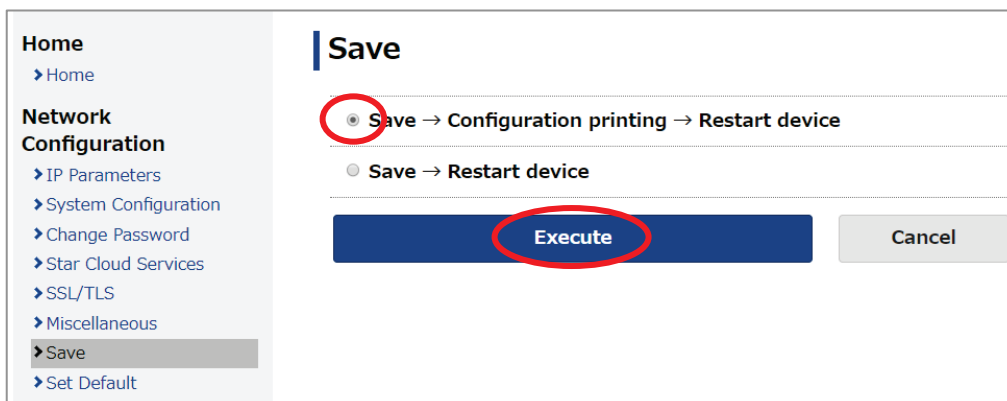 Home
Home
Network
Configuration
IP Parameters
System Configuration
Change Password
Star Cloud Services
SSL/TLS
Miscellaneous
Save
Set Default
Save
Save → Configuration printing → Restart device
Save → Restart device
Execute
Cancel